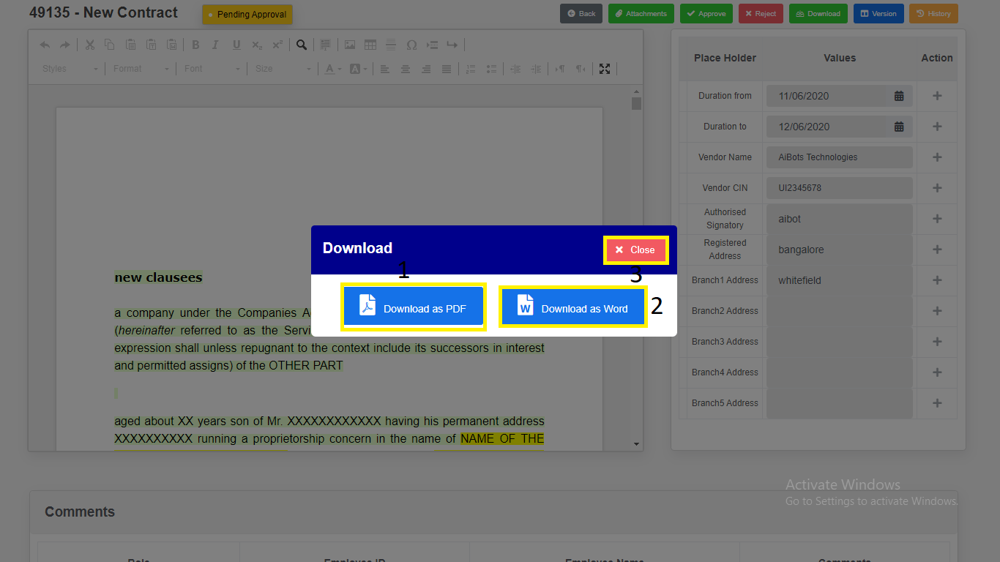 49135 - New Contract
Pending Approval
Back
Attachments
Approve
Reject
Download
Version
History
Styles
Format
Font
Size
Place Holder
Values
Action
Duration from
11/06/2020
Duration to
12/06/2020
Vendor Name
AiBots Technologies
Vendor CIN
UI2345678
Authorised
Signatory
aibot
Registered
Address
bangalore
Branch1 Address
whitefield
Branch2 Address
Branch3 Address
Branch4 Address
Branch5 Address
Download
Close
1
3
Download as PDF
Download as Word
2
new clausees
a company under the Companies
(hereinafter referred to as the
expression shall unless repugnant to the context include its successors in interest
and permitted assigns) of the OTHER PART
aged about XX years son of Mr. XXXXXXXXXXXX having his permanent address
XXXXXXXXXX running a proprietorship concern in the name of NAME OF THE
Activate Windows
Go to Settings to activate Windows.
Comments
Role
Employee ID
Employee Name
Comments